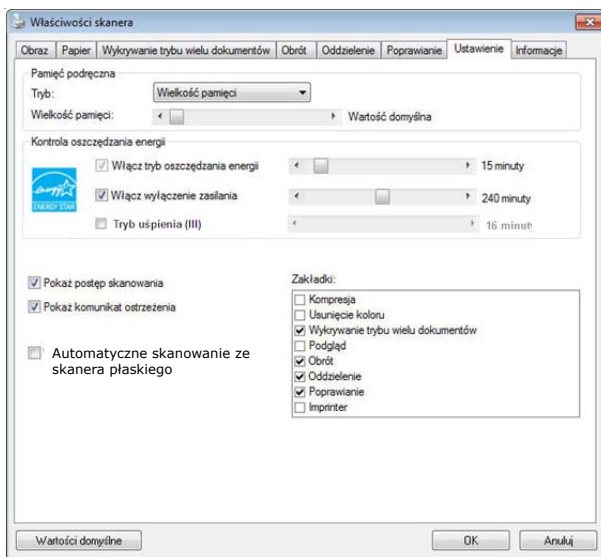 Właściwości skanera
Obraz Papier Wykrywanie trybu wielu dokumentów Obrót Oddzielenie Poprawianie Ustawienie Informacje
Pamięć podręczna
Tryb: Wielkość pamięci
Wielkość pamięci: Wartość domyślna
Kontrola oszczędzania energii
Włącz tryb oszczędzania energii 15 minuty
energy
ENERGY STAR
Włącz wyłączenie zasilania 240 minuty
Tryb uśpienia (III) 16 minuty
Pokaż postęp skanowania
Pokaż komunikat ostrzeżenia
Automatyczne skanowanie ze
skanera płaskiego
Zakładki:
Kompresja
Usunięcie koloru
Wykrywanie trybu wielu dokumentów
Podgląd
Obrót
Oddzielenie
Poprawianie
Imprinter
Wartości domyślne OK Anuluj